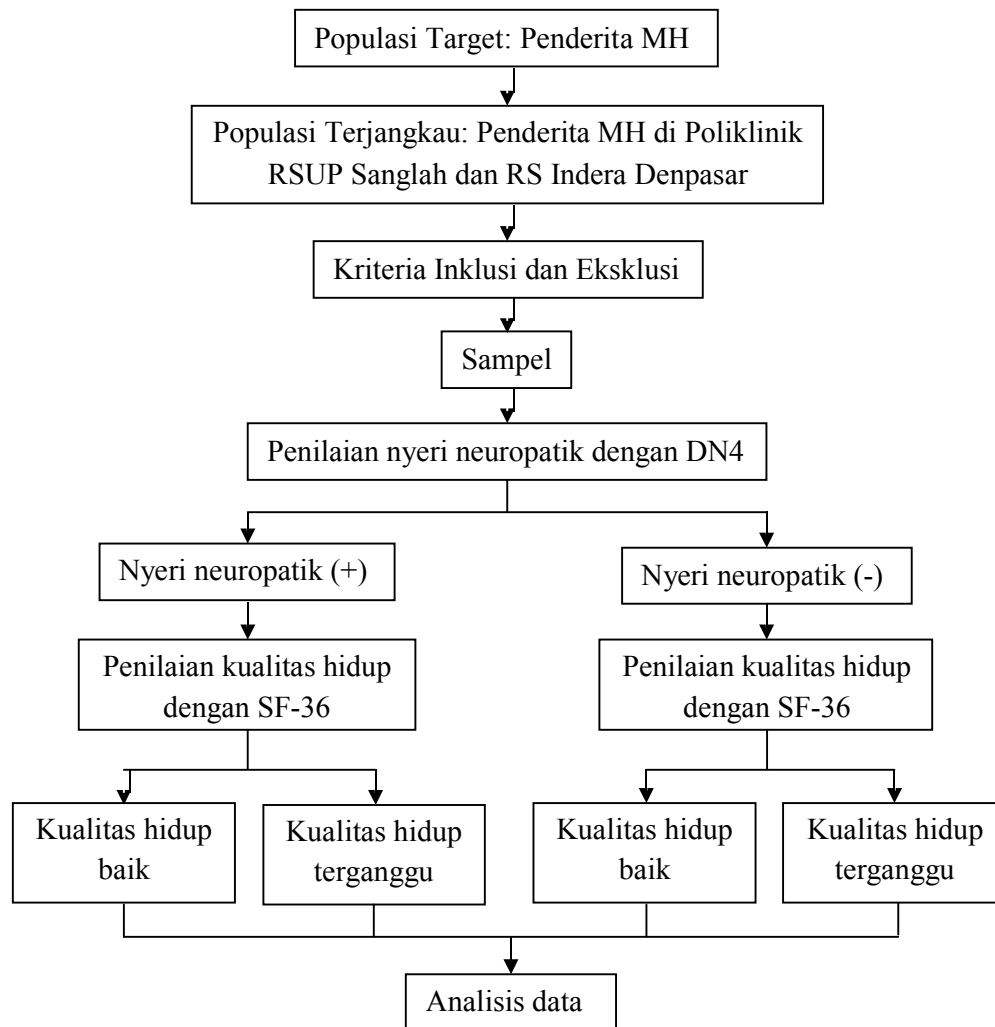 Populasi Target: Penderita MH
Populasi Terjangkau: Penderita MH di Poliklinik
RSUP Sanglah dan RS Indera Denpasar
Kriteria Inklusi dan Eksklusi
Sampel
Penilaian nyeri neuropatik dengan DN4
Nyeri neuropatik (+)
Nyeri neuropatik (-)
Penilaian kualitas hidup
dengan SF-36
Penilaian kualitas hidup
dengan SF-36
Kualitas hidup
baik
Kualitas hidup
terganggu
Kualitas hidup
baik
Kualitas hidup
terganggu
Analisis data